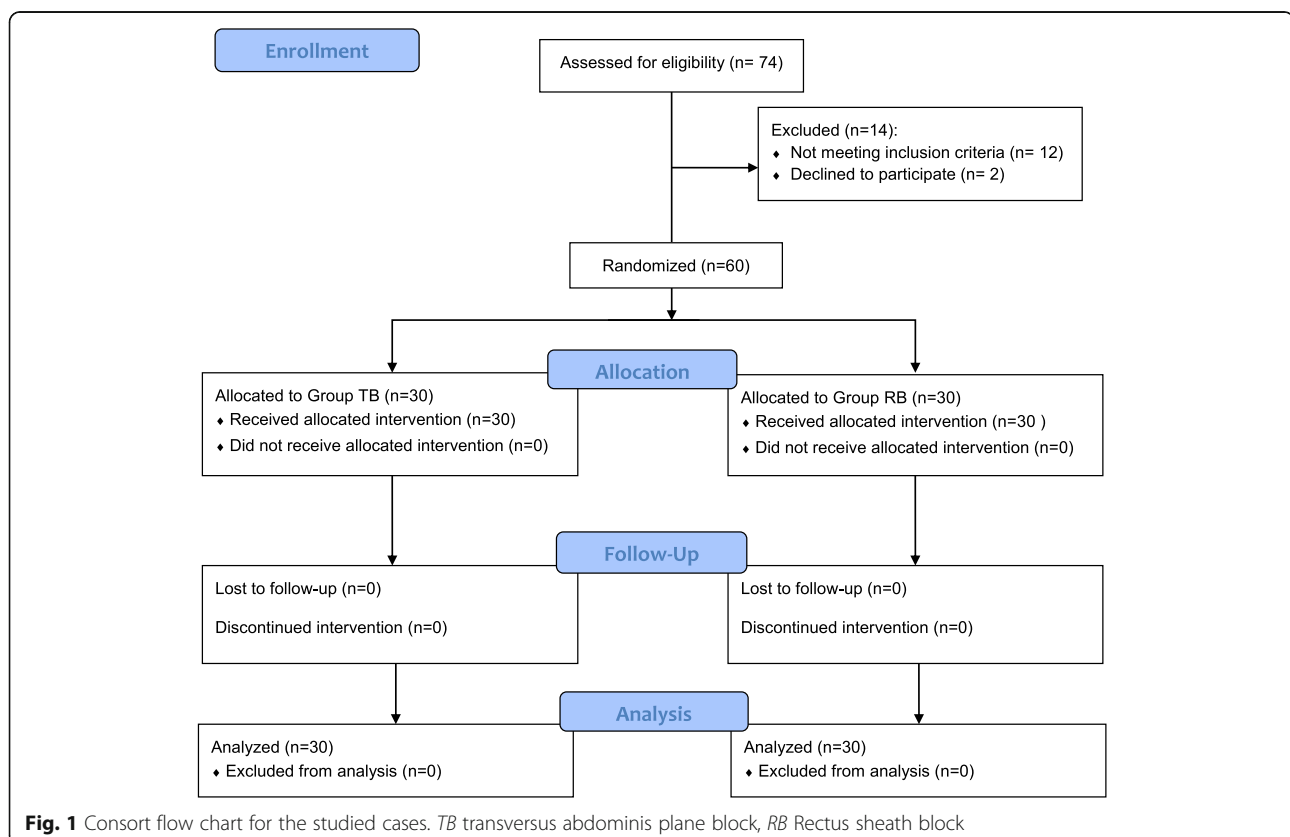 Enrollment
Assessed for eligibility (n= 74)
Excluded (n=14):
♦ Not meeting inclusion criteria (n= 12)
♦ Declined to participate (n= 2)
Randomized (n=60)
Allocation
Allocated to Group TB (n=30)
♦ Received allocated intervention (n=30)
♦ Did not receive allocated intervention (n=0)
Allocated to Group RB (n=30)
♦ Received allocated intervention (n=30 )
♦ Did not receive allocated intervention (n=0)
Follow-Up
Lost to follow-up (n=0)
Discontinued intervention (n=0)
Lost to follow-up (n=0)
Discontinued intervention (n=0)
Analysis
Analyzed (n=30)
♦ Excluded from analysis (n=0)
Analyzed (n=30)
♦ Excluded from analysis (n=0)
Fig. 1 Consort flow chart for the studied cases. TB transversus abdominis plane block, RB Rectus sheath block